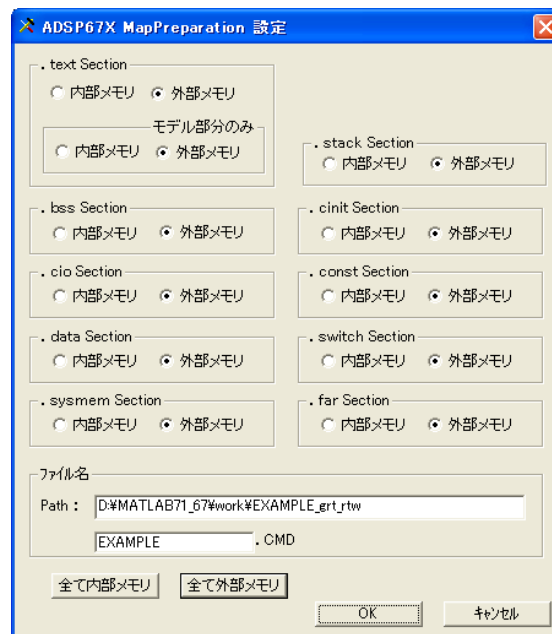 ADSP67X MapPreparation 設定
. text Section
内部メモリ 外部メモリ
モデル部分のみ
内部メモリ 外部メモリ
. stack Section
内部メモリ 外部メモリ
. bss Section
内部メモリ 外部メモリ
. cinit Section
内部メモリ 外部メモリ
. cio Section
内部メモリ 外部メモリ
. const Section
内部メモリ 外部メモリ
. data Section
内部メモリ 外部メモリ
. switch Section
内部メモリ 外部メモリ
. sysmem Section
内部メモリ 外部メモリ
. far Section
内部メモリ 外部メモリ
ファイル名
Path : D:¥MATLAB71_67¥work¥EXAMPLE_grt_rtw
EXAMPLE . CMD
全て内部メモリ 全て外部メモリ
OK キャンセル